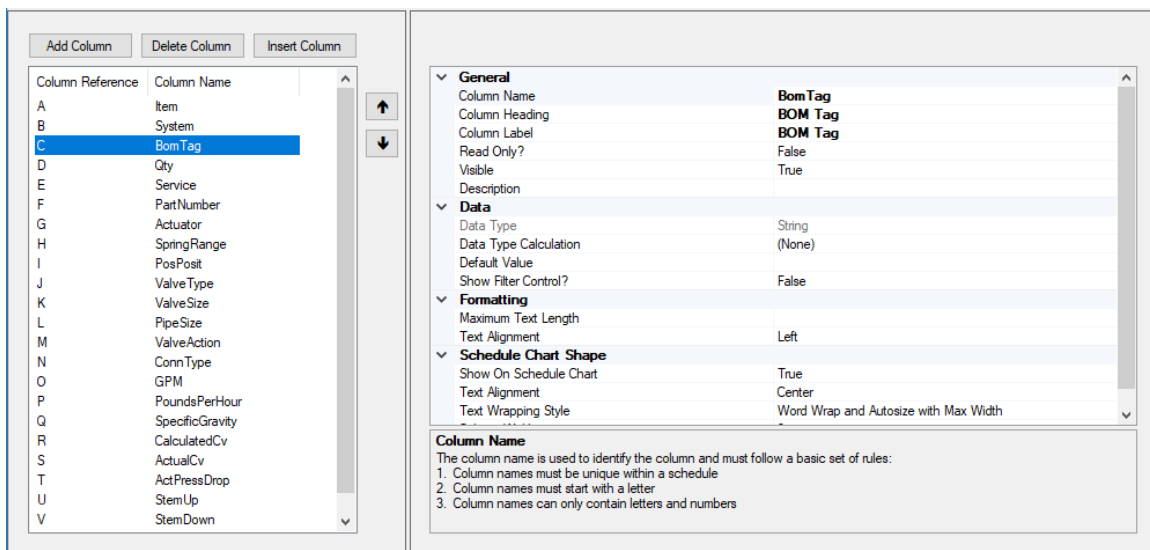 Add Column Delete Column Insert Column
Column Reference Column Name
A Item
B System
C BomTag
D Qty
E Service
F PartNumber
G Actuator
H SpringRange
I PosPosit
J ValveType
K ValveSize
L PipeSize
M ValveAction
N ConnType
O GPM
P PoundsPerHour
Q SpecificGravity
R CalculatedCv
S ActualCv
T ActPressDrop
U StemUp
V StemDown
General
Column Name BomTag
Column Heading BOM Tag
Column Label BOM Tag
Read Only? False
Visible True
Description
Data
Data Type String
Data Type Calculation (None)
Default Value
Show Filter Control? False
Formatting
Maximum Text Length
Text Alignment Left
Schedule Chart Shape
Show On Schedule Chart True
Text Alignment Center
Text Wrapping Style Word Wrap and Autosize with Max Width
Column Name
The column name is used to identify the column and must follow a basic set of rules:
1. Column names must be unique within a schedule
2. Column names must start with a letter
3. Column names can only contain letters and numbers